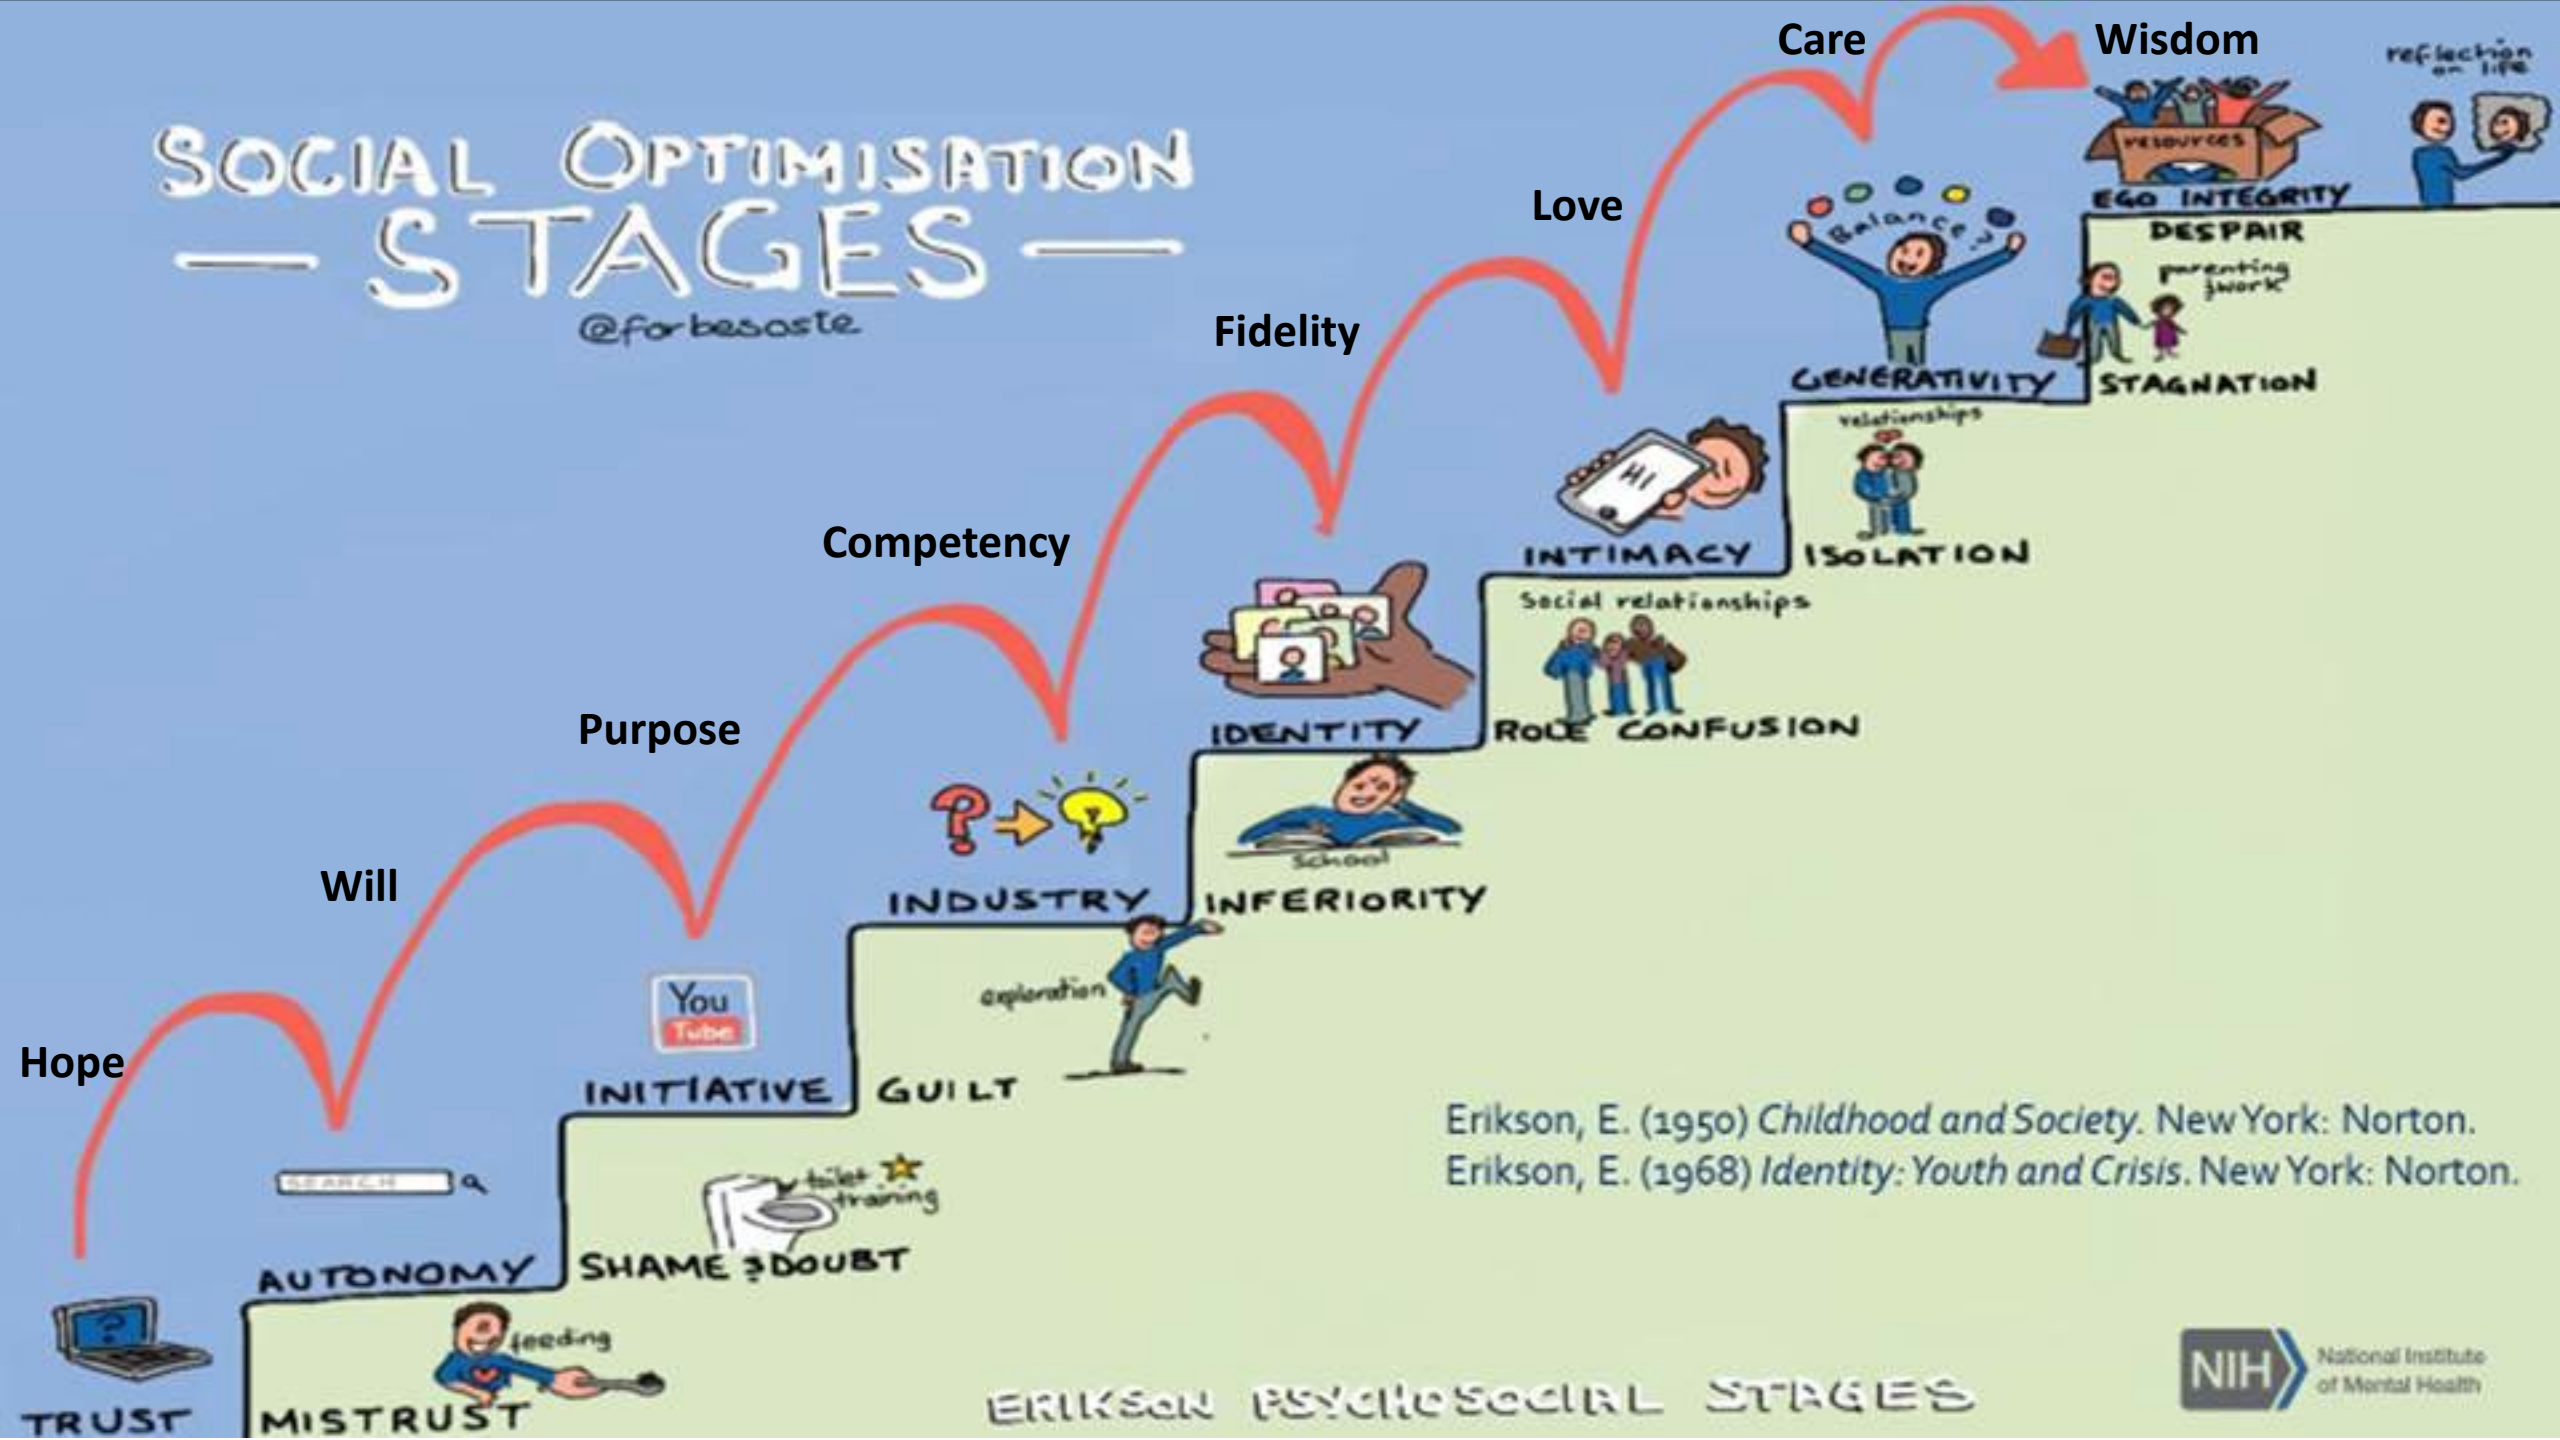 Care
Wisdom
reflection
on life
SOCIAL OPTIMISATION
— STAGES —
@forbesoste
resources
EGO INTEGRITY
DESPAIR
Love
Balance?
parenting
& work
GENERATIVITY
STAGNATION
Fidelity
relationships
HI
INTIMACY
ISOLATION
Competency
Social relationships
IDENTITY
ROLE CONFUSION
Purpose
?
school
INDUSTRY
INFERIORITY
Will
You
Tube
exploration
INITIATIVE
GUILT
Hope
SEARCH
toilet
training
AUTONOMY
SHAME & DOUBT
Erikson, E. (1950) Childhood and Society. New York: Norton.
Erikson, E. (1968) Identity: Youth and Crisis. New York: Norton.
?
feeding
TRUST
MISTRUST
ERIKSON PSYCHOSOCIAL STAGES
NIH
National Institute
of Mental Health